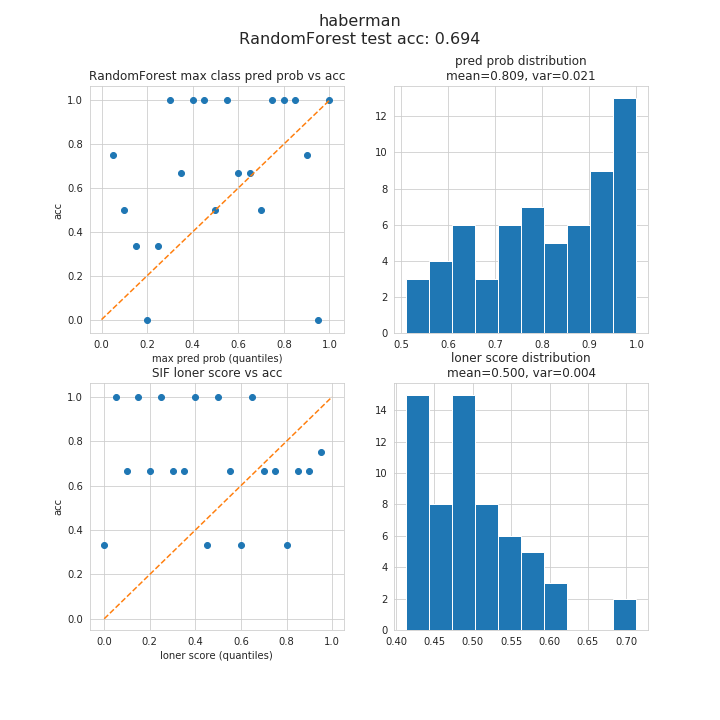 haberman
RandomForest test acc: 0.694
RandomForest max class pred prob vs acc
1.0
0.8
0.6
0.4
0.2
0.0
acc
0.0 0.2 0.4 0.6 0.8 1.0
max pred prob (quantiles)
pred prob distribution
mean=0.809, var=0.021
12
10
8
6
4
2
0
0.5 0.6 0.7 0.8 0.9 1.0
SIF loner score vs acc
1.0
0.8
0.6
0.4
0.2
0.0
acc
0.0 0.2 0.4 0.6 0.8 1.0
loner score (quantiles)
loner score distribution
mean=0.500, var=0.004
14
12
10
8
6
4
2
0
0.40 0.45 0.50 0.55 0.60 0.65 0.70